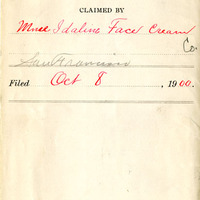 CLAIMED BY
Mme Idaline Face Cream
Co.
San Francisco
Filed Oct 8, 1900.